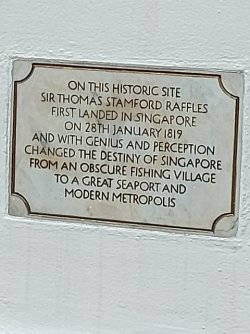 ON THIS HISTORIC SITE
SIR THOMAS STAMFORD RAFFLES
FIRST LANDED IN SINGAPORE
ON 28TH JANUARY 1819
AND WITH GENIUS AND PERCEPTION
CHANGED THE DESTINY OF SINGAPORE
FROM AN OBSCURE FISHING VILLAGE
TO A GREAT SEAPORT AND
MODERN METROPOLIS